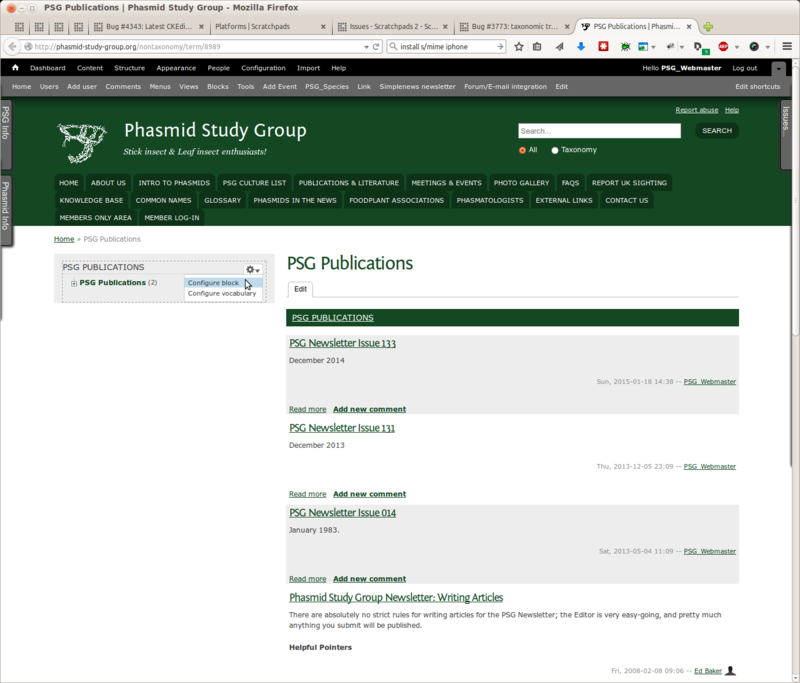 PSG Publications | Phasmid Study Group - Mozilla Firefox
Bug #4343: Latest CKEdi...
Platforms | Scratchpads
Issues - Scratchpads 2 - Sc...
Bug #3773: taxonomic tr...
PSG Publications | Phasmi...
http://phasmid-study-group.org/nontaxonomy/term/8989
install s/mime iphone
Dashboard Content Structure Appearance People Configuration Import Help
Hello PSG_Webmaster Log out
Home Users Add user Comments Menus Views Blocks Tools Add Event PSG_Species Link Simplenews newsletter Forum/E-mail integration Edit
Edit shortcuts
PSG Info
Phasmid Info
Issues...
Report abuse Help
Phasmid Study Group
Stick insect & Leaf insect enthusiasts!
Search...
SEARCH
All Taxonomy
HOME ABOUT US INTRO TO PHASMIDS PSG CULTURE LIST PUBLICATIONS & LITERATURE MEETINGS & EVENTS PHOTO GALLERY FAQS REPORT UK SIGHTING
KNOWLEDGE BASE COMMON NAMES GLOSSARY PHASMIDS IN THE NEWS FOODPLANT ASSOCIATIONS PHASMATOLOGISTS EXTERNAL LINKS CONTACT US
MEMBERS ONLY AREA MEMBER LOG-IN
Home » PSG Publications
PSG PUBLICATIONS
PSG Publications (2)
Configure block
Configure vocabulary
PSG Publications
Edit
PSG PUBLICATIONS
PSG Newsletter Issue 133
December 2014
Sun, 2015-01-18 14:38 -- PSG_Webmaster
Read more Add new comment
PSG Newsletter Issue 131
December 2013
Thu, 2013-12-05 23:09 -- PSG_Webmaster
Read more Add new comment
PSG Newsletter Issue 014
January 1983.
Sat, 2013-05-04 11:09 -- PSG_Webmaster
Read more Add new comment
Phasmid Study Group Newsletter: Writing Articles
There are absolutely no strict rules for writing articles for the PSG Newsletter; the Editor is very easy-going, and pretty much
anything you submit will be published.
Helpful Pointers
Fri, 2008-02-08 09:06 -- Ed Baker